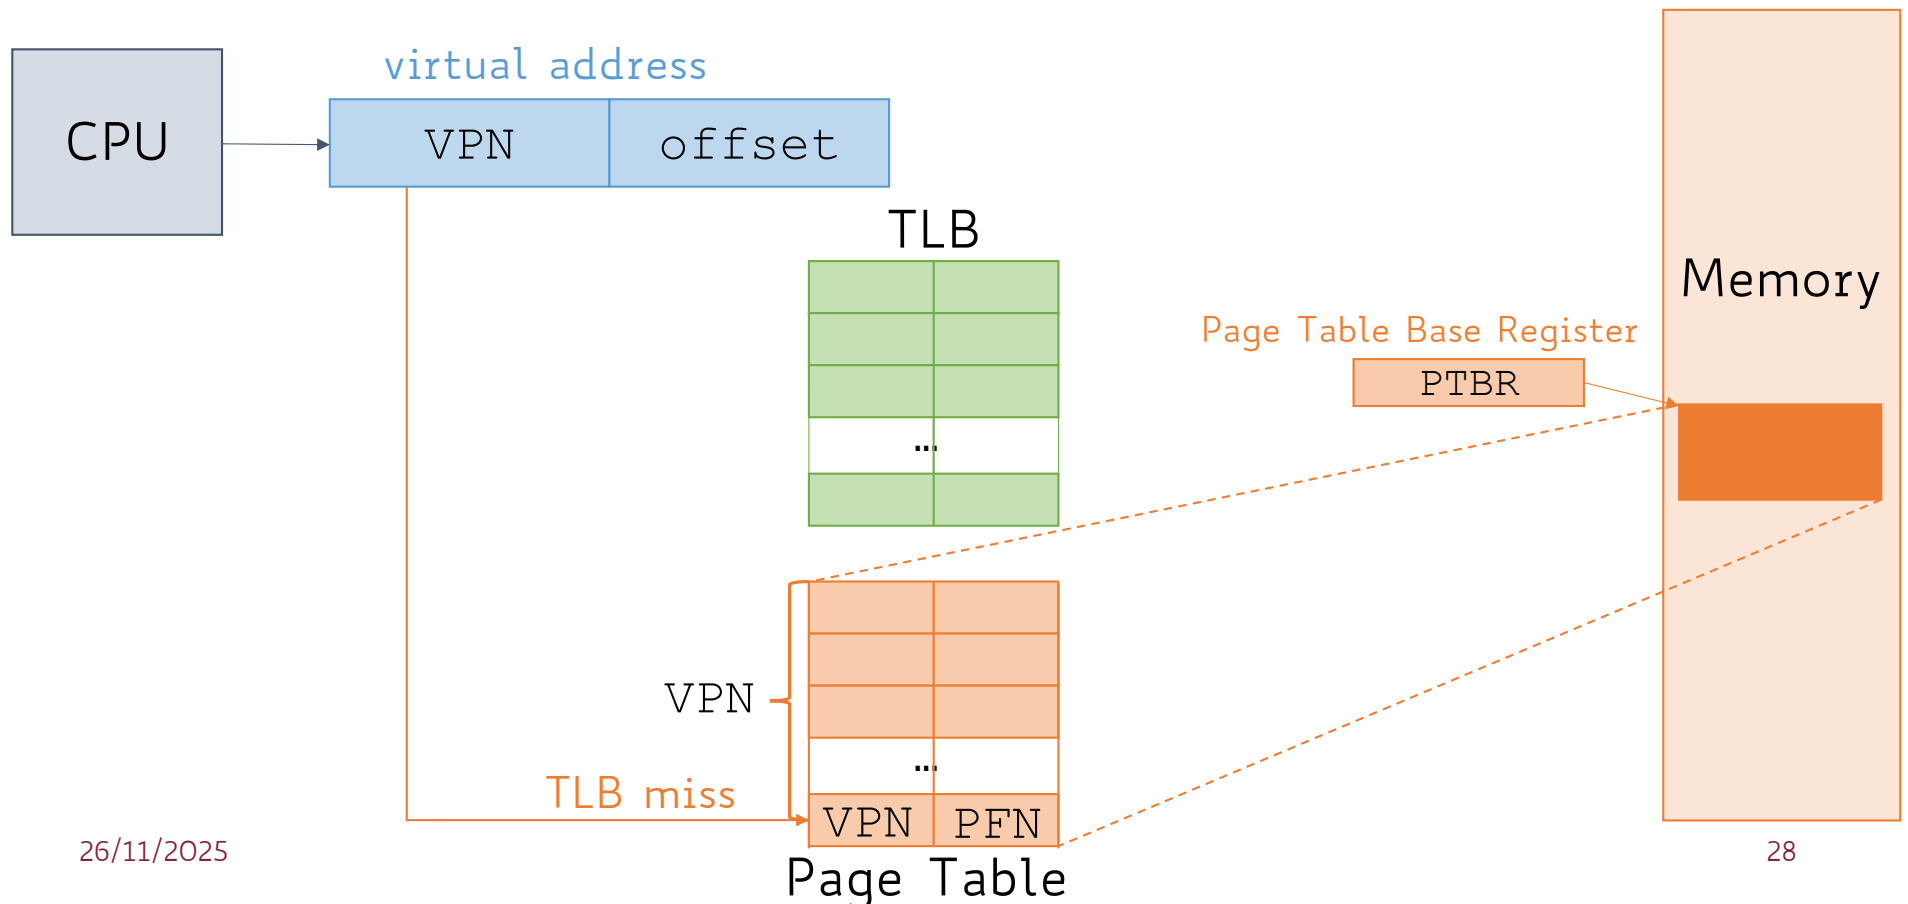 virtual address
CPU
VPN
offset
TLB
Memory
Page Table Base Register
PTBR
…
VPN
…
TLB miss
VPN
PFN
Page Table
26/11/2025
28